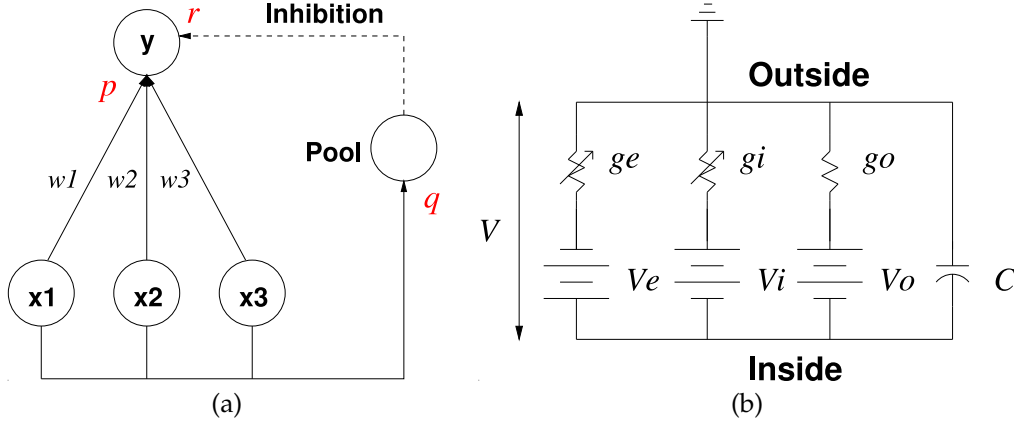 r
Inhibition
y
p
Pool
w1 w2 w3
q
x1 x2 x3
(a)
Outside
ge gi go
V
Ve Vi Vo C
Inside
(b)